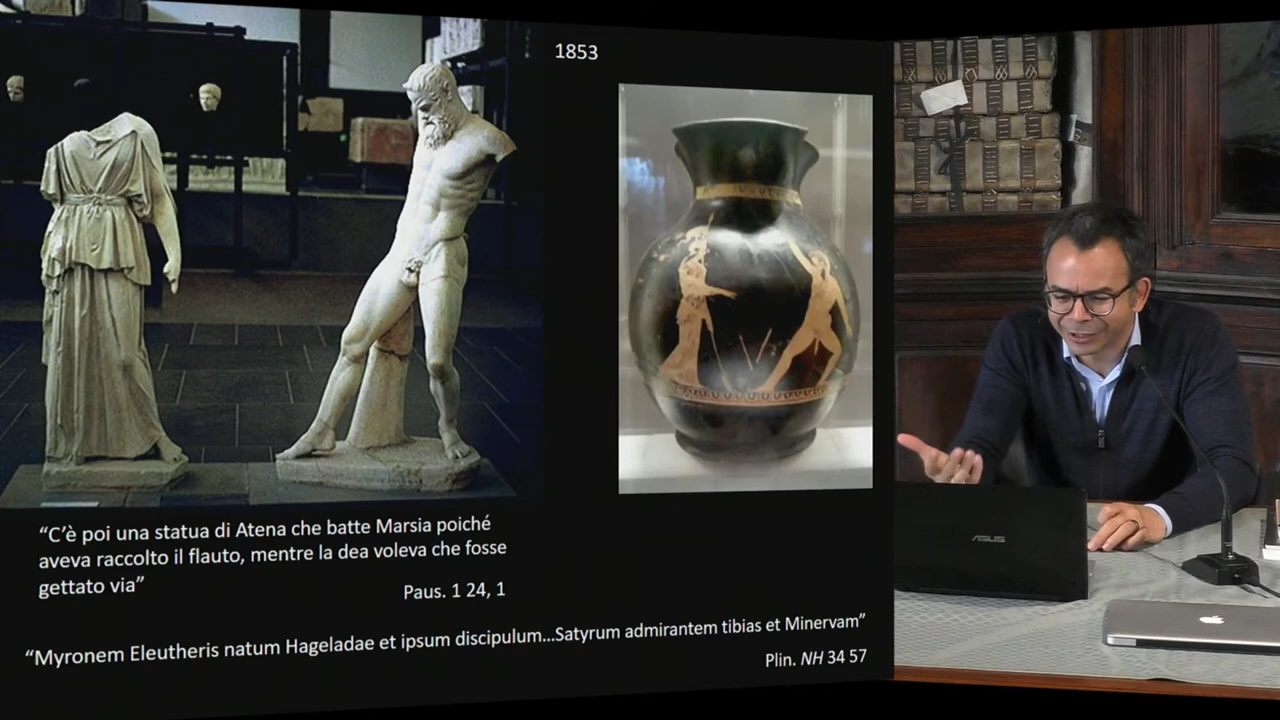 1853
“C’è poi una statua di Atena che batte Marsia poiché
aveva raccolto il flauto, mentre la dea voleva che fosse
gettato via”
Paus. 1 24, 1
“Myronem Eleutheris natum Hageladae et ipsum discipulum...Satyrum admirantem tibias et Minervam”
Plin. NH 34 57
ASUS